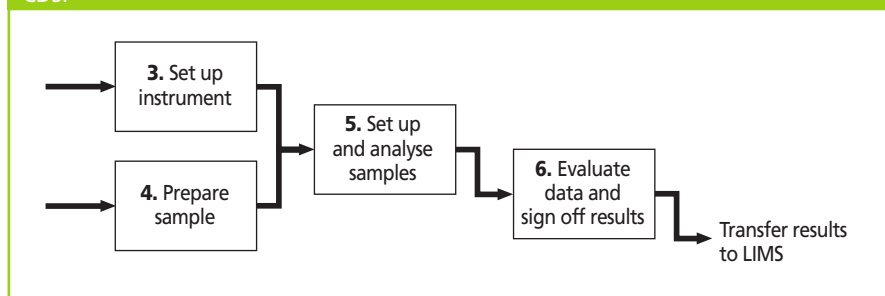 3. Set up
instrument
4. Prepare
sample
5. Set up
and analyse
samples
6. Evaluate
data and
sign off results
Transfer results
to LIMS